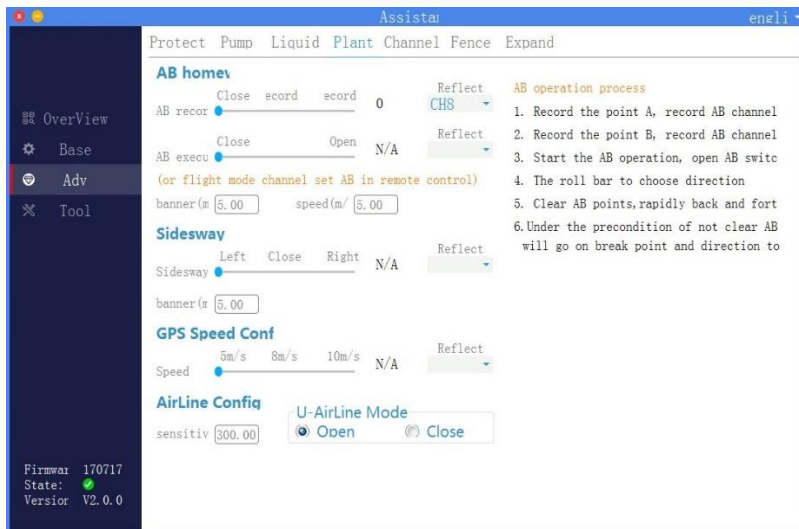 Assista
engli
Protect Pump Liquid Plant Channel Fence Expand
OverView
Base
Adv
Tool
Firmwar 170717
State:
Versior V2.0.0
AB homev
Close ecord ecord
AB recor 0
Reflect
CH8
Close Open
AB execu N/A
Reflect
(or flight mode channel set AB in remote control)
banner(m 5.00 speed(m/ 5.00
Sidesway
Left Close Right
Sidesway N/A
Reflect
banner(m 5.00
GPS Speed Conf
5m/s 8m/s 10m/s
Speed N/A
Reflect
AirLine Config
sensitiv 300.00
U-AirLine Mode
Open Close
AB operation process
1. Record the point A, record AB channel
2. Record the point B, record AB channel
3. Start the AB operation, open AB switc
4. The roll bar to choose direction
5. Clear AB points,rapidly back and fort
6.Under the precondition of not clear AB
will go on break point and direction to